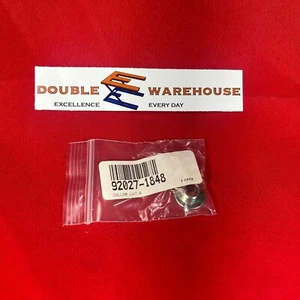 DOUBLE WAREHOUSE
EXCELLENCE EVERY DAY
92027-1848